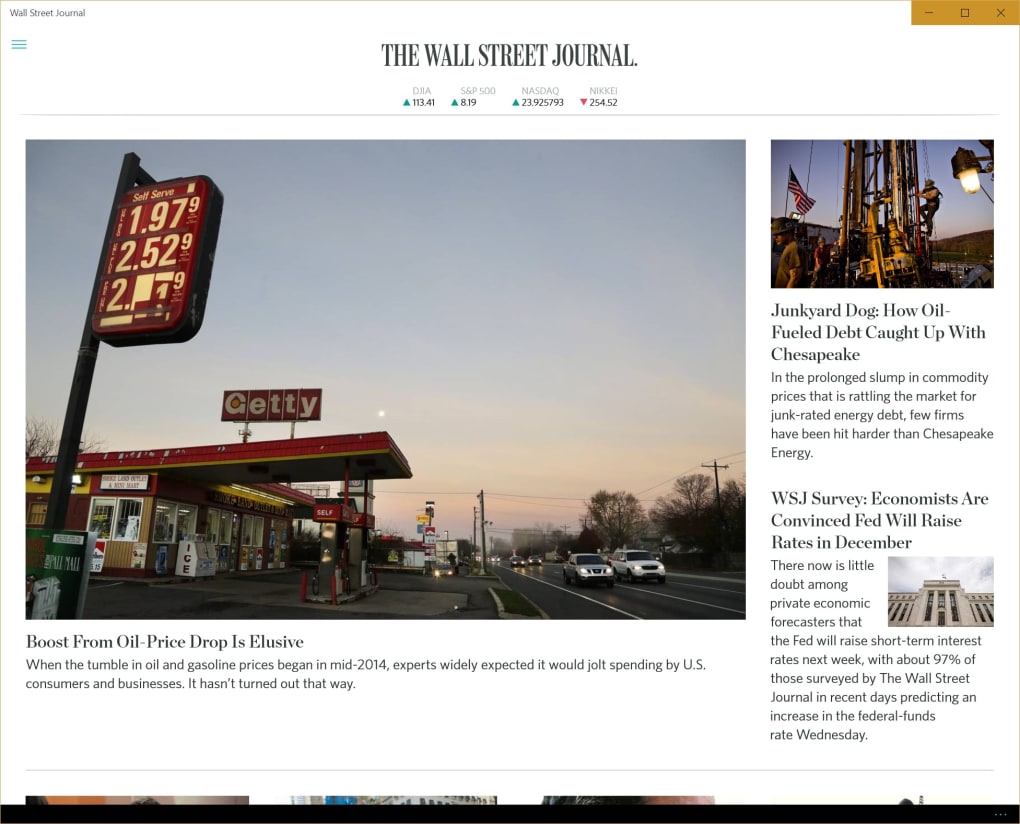 Wall Street Journal
THE WALL STREET JOURNAL.
DJIA
113.41
S&P 500
8.19
NASDAQ
23.925793
NIKKEI
254.52
Self Serve
1.97 9
2.52 9
2. 9
Getty
SMOKE LAND OUTLET
& MINI MART
SELF
ICE
PALL MALL
Boost From Oil-Price Drop Is Elusive
When the tumble in oil and gasoline prices began in mid-2014, experts widely expected it would jolt spending by U.S.
consumers and businesses. It hasn’t turned out that way.
Junkyard Dog: How Oil-
Fueled Debt Caught Up With
Chesapeake
In the prolonged slump in commodity
prices that is rattling the market for
junk-rated energy debt, few firms
have been hit harder than Chesapeake
Energy.
WSJ Survey: Economists Are
Convinced Fed Will Raise
Rates in December
There now is little
doubt among
private economic
forecasters that
the Fed will raise short-term interest
rates next week, with about 97% of
those surveyed by The Wall Street
Journal in recent days predicting an
increase in the federal-funds
rate Wednesday.